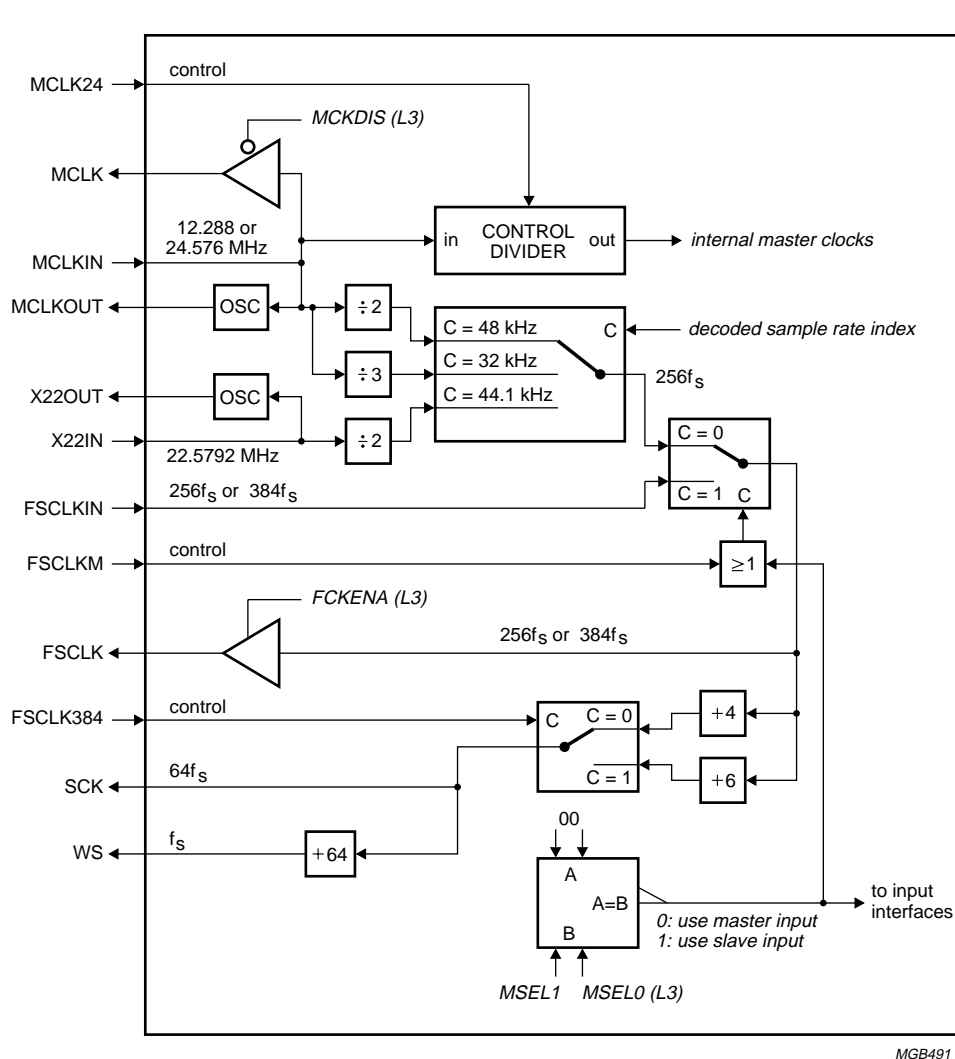 MCLK24
control
MCKDIS (L3)
MCLK
12.288 or
24.576 MHz
in
CONTROL
DIVIDER
out
internal master clocks
MCLKIN
MCLKOUT
OSC
÷2
C = 48 kHz
C
decoded sample rate index
C = 32 kHz
÷3
256fs
X22OUT
OSC
C = 44.1 kHz
X22IN
÷2
22.5792 MHz
C = 0
256fs or 384fs
FSCLKIN
C = 1
C
FSCLKM
control
≥1
FCKENA (L3)
FSCLK
256fs or 384fs
FSCLK384
control
C
C = 0
+4
C = 1
+6
SCK
64fs
WS
fs
+64
00
A
A=B
B
to input
interfaces
0: use master input
1: use slave input
MSEL1
MSEL0 (L3)
MGB491